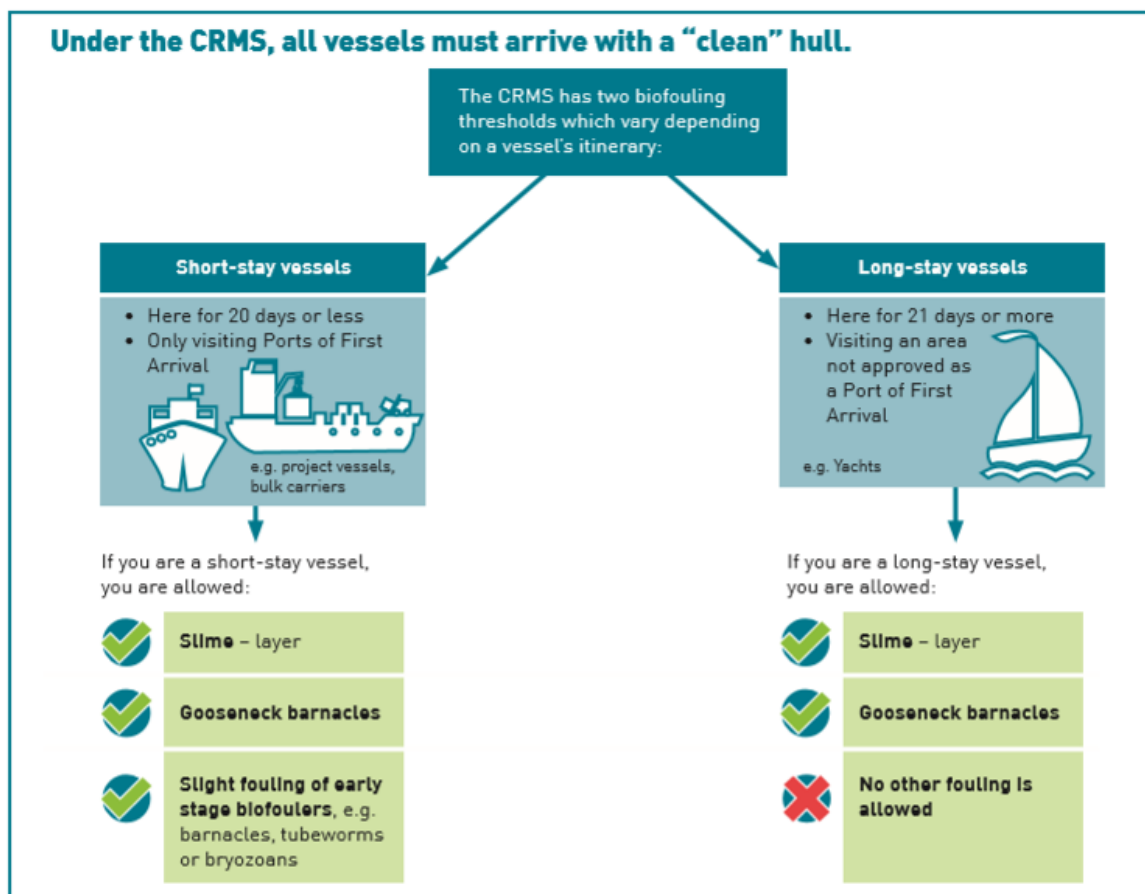 Under the CRMS, all vessels must arrive with a “clean” hull.
The CRMS has two biofouling
thresholds which vary depending
on a vessel’s itinerary:
Short-stay vessels
• Here for 20 days or less
• Only visiting Ports of First
Arrival
e.g. project vessels,
bulk carriers
If you are a short-stay vessel,
you are allowed:
Slime – layer
Gooseneck barnacles
Slight fouling of early
stage biofoulers, e.g.
barnacles, tubeworms
or bryozoans
Long-stay vessels
• Here for 21 days or more
• Visiting an area
not approved as
a Port of First
Arrival
e.g. Yachts
If you are a long-stay vessel,
you are allowed:
Slime – layer
Gooseneck barnacles
No other fouling is
allowed